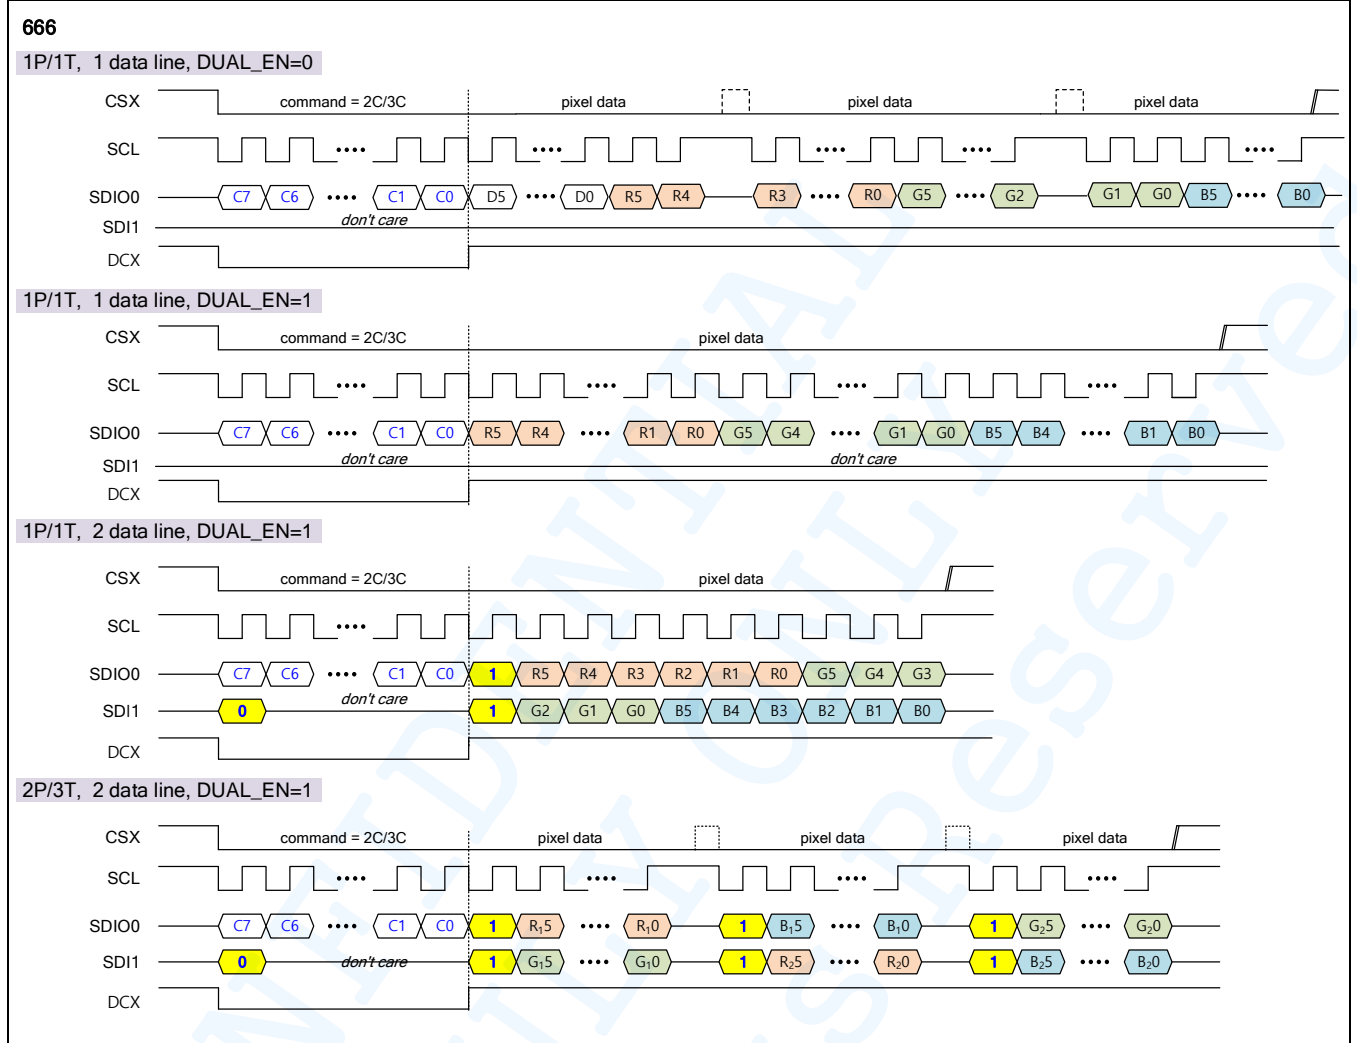 666
1P/1T, 1 data line, DUAL_EN=0
CSX command = 2C/3C pixel data pixel data pixel data
SCL
SDIO0 C7 C6 C1 C0 D5 D0 R5 R4 R3 R0 G5 G2 G1 G0 B5 B0
don't care
SDI1
DCX
1P/1T, 1 data line, DUAL_EN=1
CSX command = 2C/3C pixel data
SCL
SDIO0 C7 C6 C1 C0 R5 R4 R1 R0 G5 G4 G1 G0 B5 B4 B1 B0
don't care don't care
SDI1
DCX
1P/1T, 2 data line, DUAL_EN=1
CSX command = 2C/3C pixel data
SCL
SDIO0 C7 C6 C1 C0 1 R5 R4 R3 R2 R1 R0 G5 G4 G3
don't care
SDI1 0 1 G2 G1 G0 B5 B4 B3 B2 B1 B0
DCX
2P/3T, 2 data line, DUAL_EN=1
CSX command = 2C/3C pixel data pixel data pixel data
SCL
SDIO0 C7 C6 C1 C0 1 R₁5 R₁0 1 B₁5 B₁0 1 G₂5 G₂0
SDI1 0 don't care 1 G₁5 G₁0 1 R₂5 R₂0 1 B₂5 B₂0
DCX